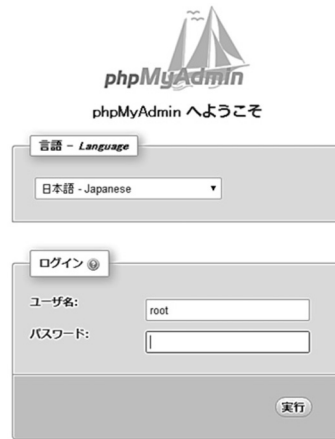 phpMyAdmin
phpMyAdmin へようこそ
言語 - Language
日本語 - Japanese
ログイン
ユーザ名:
root
パスワード:
実行